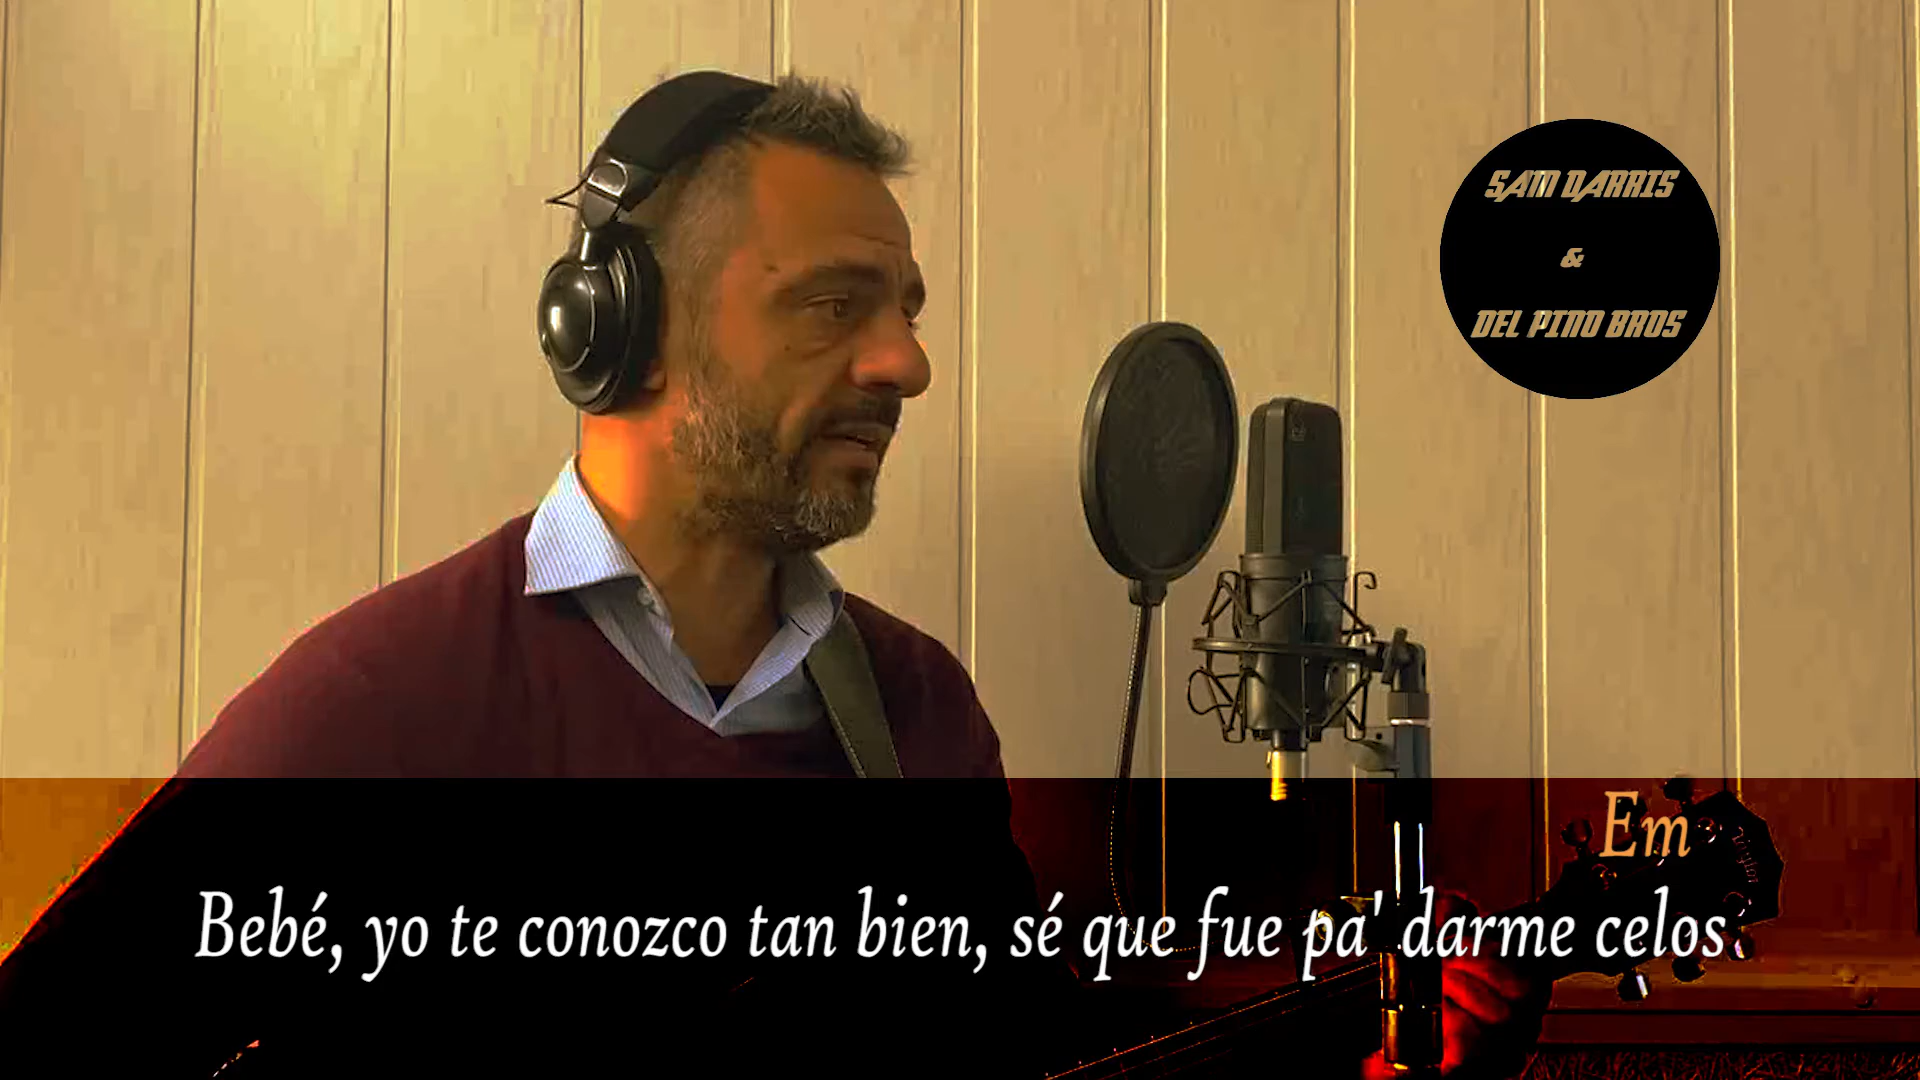 SAM DARRIS
&
DEL PINO BROS
Em
Bebé, yo te conozco tan bien, sé que fue pa' darme celos